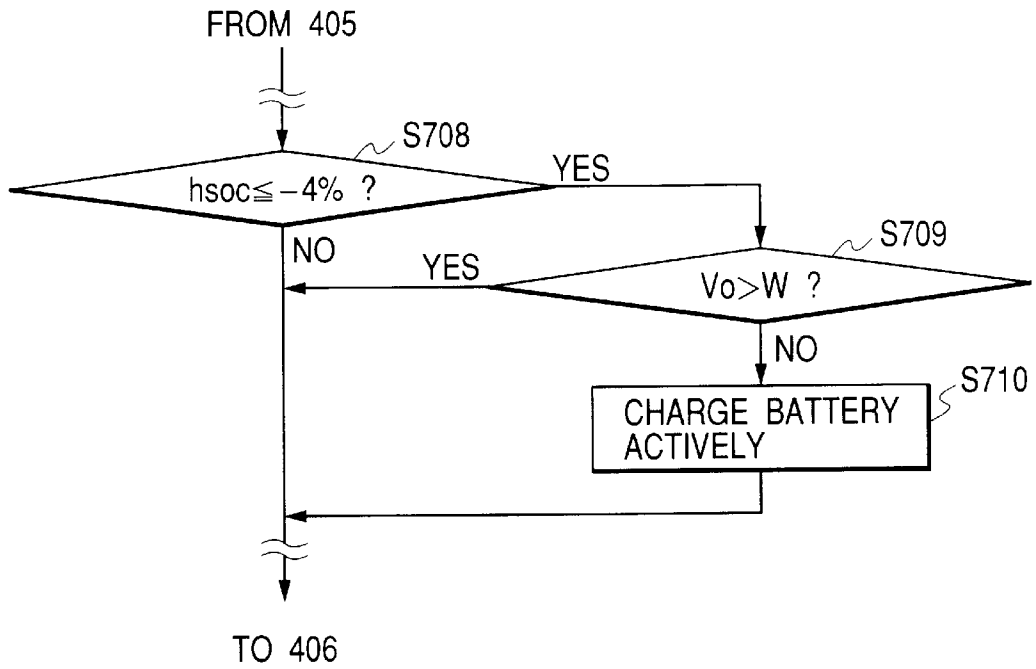 FROM 405
S708
hsoc≦−4% ?
YES
NO
S709
YES
Vo>W ?
NO
S710
CHARGE BATTERY
ACTIVELY
TO 406